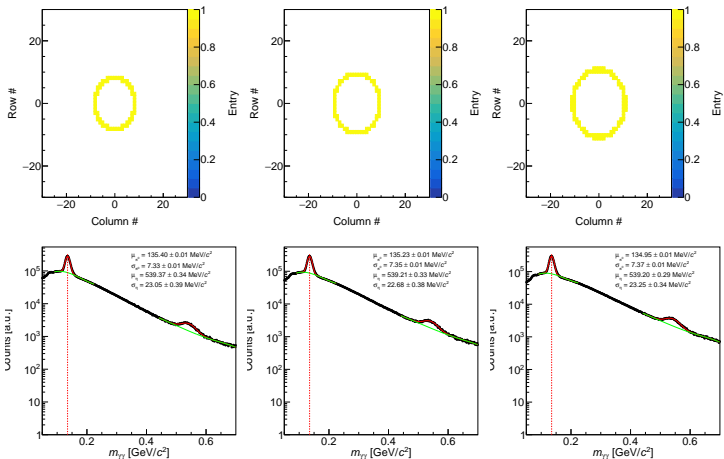 20
0
−20
−20
0
20
Row #
Column #
1
0.8
0.6
0.4
0.2
0
Entry
20
0
−20
−20
0
20
Row #
Column #
1
0.8
0.6
0.4
0.2
0
Entry
20
0
−20
−20
0
20
Row #
Column #
1
0.8
0.6
0.4
0.2
0
Entry
μπ0 = 135.40 ± 0.01 MeV/c²
σπ0 = 7.33 ± 0.01 MeV/c²
μη = 539.37 ± 0.34 MeV/c²
ση = 23.05 ± 0.39 MeV/c²
10⁵
10⁴
10³
10²
10
1
Counts [a.u.]
0.2
0.4
0.6
mγγ [GeV/c²]
μπ0 = 135.23 ± 0.01 MeV/c²
σπ0 = 7.35 ± 0.01 MeV/c²
μη = 539.21 ± 0.33 MeV/c²
ση = 22.68 ± 0.38 MeV/c²
10⁵
10⁴
10³
10²
10
1
Counts [a.u.]
0.2
0.4
0.6
mγγ [GeV/c²]
μπ0 = 134.95 ± 0.01 MeV/c²
σπ0 = 7.37 ± 0.01 MeV/c²
μη = 539.20 ± 0.29 MeV/c²
ση = 23.25 ± 0.34 MeV/c²
10⁵
10⁴
10³
10²
10
1
Counts [a.u.]
0.2
0.4
0.6
mγγ [GeV/c²]